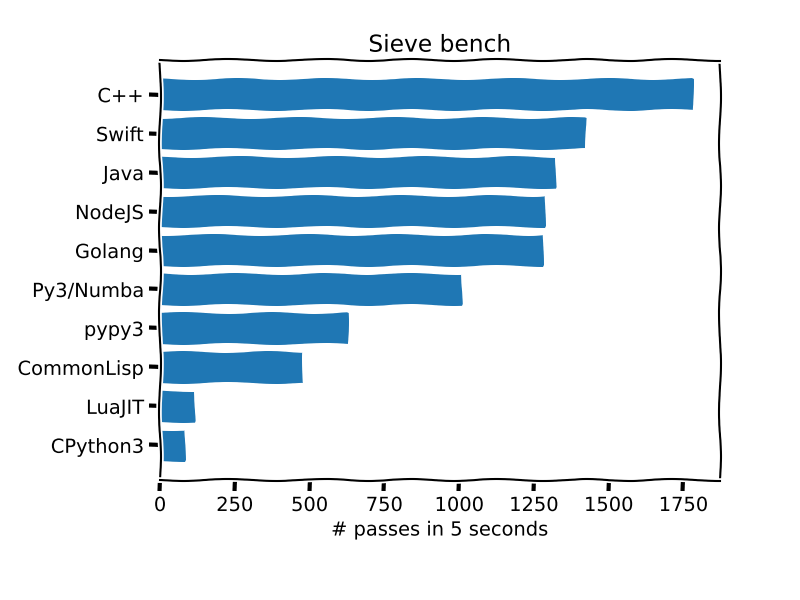 Sieve bench
C++
Swift
Java
NodeJS
Golang
Py3/Numba
pypy3
CommonLisp
LuaJIT
CPython3
0 250 500 750 1000 1250 1500 1750
# passes in 5 seconds